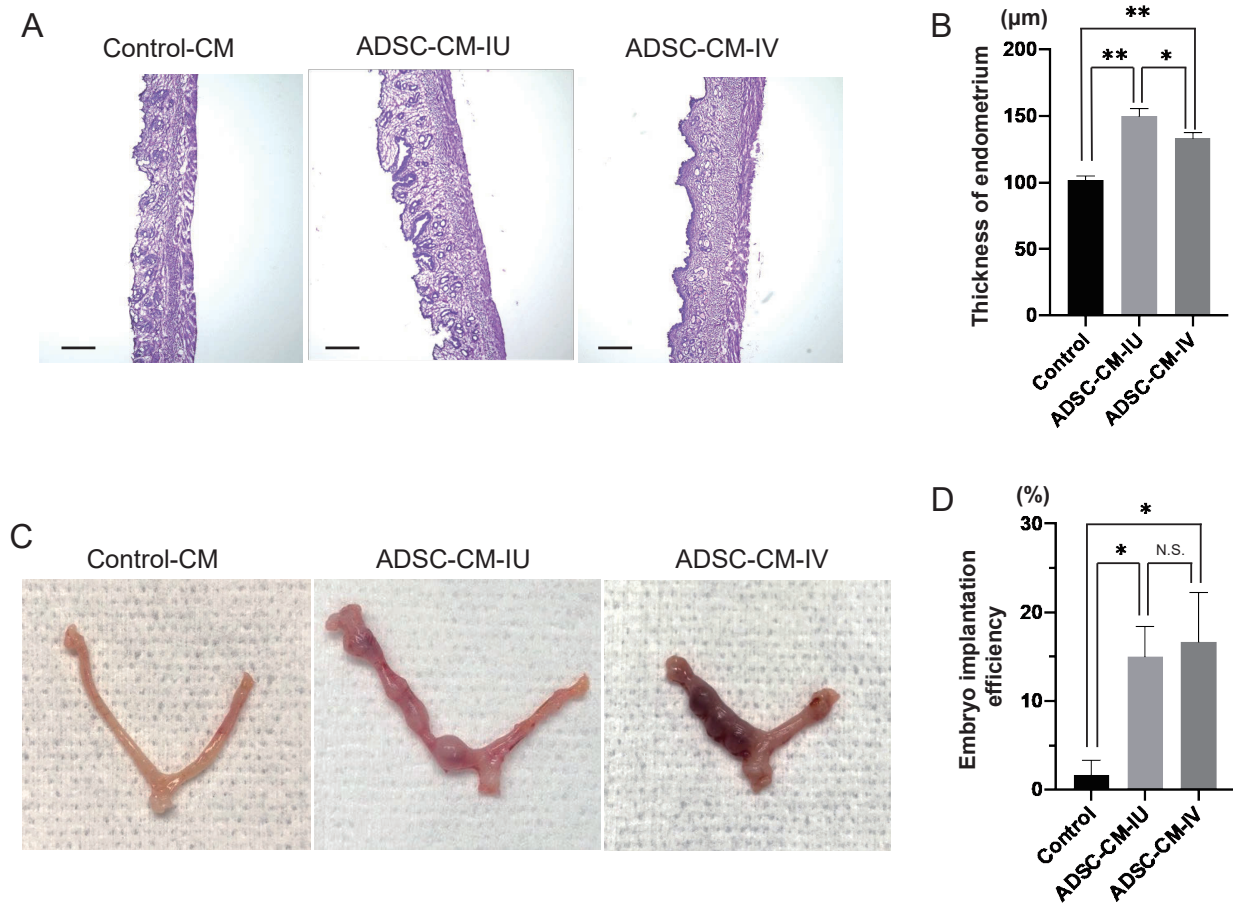 A
Control-CM
ADSC-CM-IU
ADSC-CM-IV
B
(μm)
**
**
*
200
150
100
50
0
Thickness of endometrium
Control
ADSC-CM-IU
ADSC-CM-IV
C
Control-CM
ADSC-CM-IU
ADSC-CM-IV
D
(%)
*
*
N.S.
30
20
10
0
Embryo implantation
efficiency
Control
ADSC-CM-IU
ADSC-CM-IV